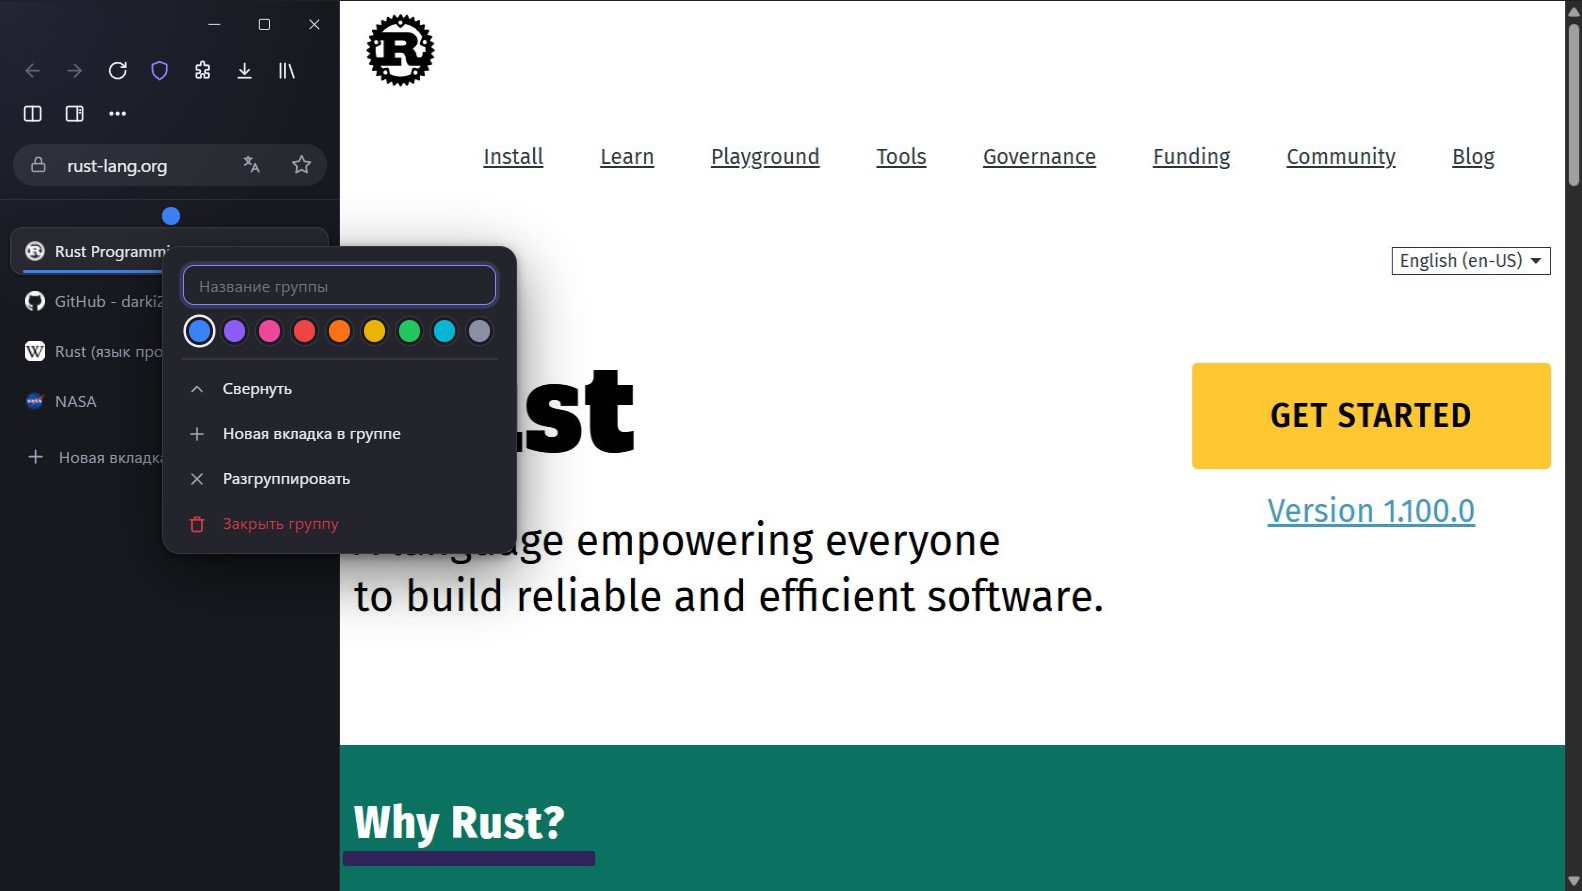 rust-lang.org
Rust Programmi
GitHub - darki2
Rust (язык про
NASA
Новая вкладка
Название группы
Свернуть
Новая вкладка в группе
Разгруппировать
Закрыть группу
Install
Learn
Playground
Tools
Governance
Funding
Community
Blog
English (en-US)
st
GET STARTED
Version 1.100.0
language empowering everyone
to build reliable and efficient software.
Why Rust?